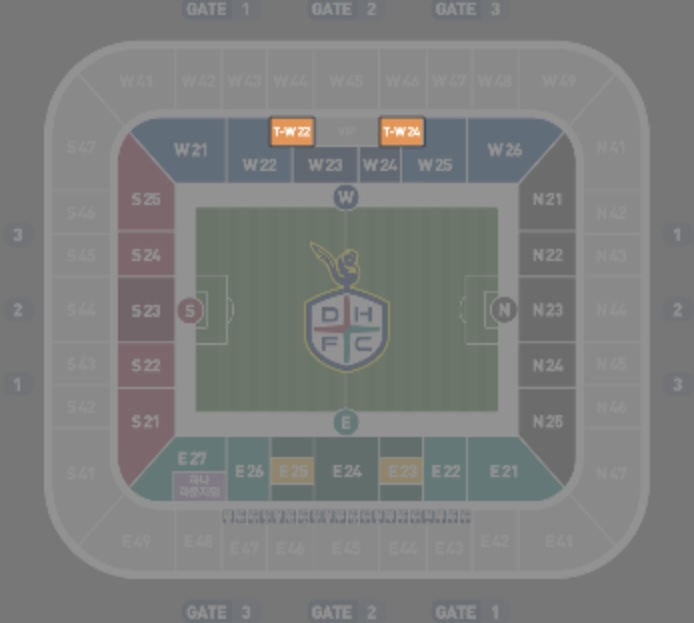 GATE 1 GATE 2 GATE 3
W41 W42 W43 W44 W45 W46 W47 W48 W49
T-W22 VIP T-W24
S47 W21 W22 W23 W24 W25 W26 N41
S25 W N21
S46 N42
3 S45 S24 N22 N43 1
2 S44 S23 S D H F C N N23 N44 2
1 S43 S22 N24 N45 3
S42 S21 E N25 N46
E27 E26 E25 E24 E23 E22 E21
S41 하나 N47
E49 E48 E47 E46 E45 E44 E43 E42 E41
GATE 3 GATE 2 GATE 1